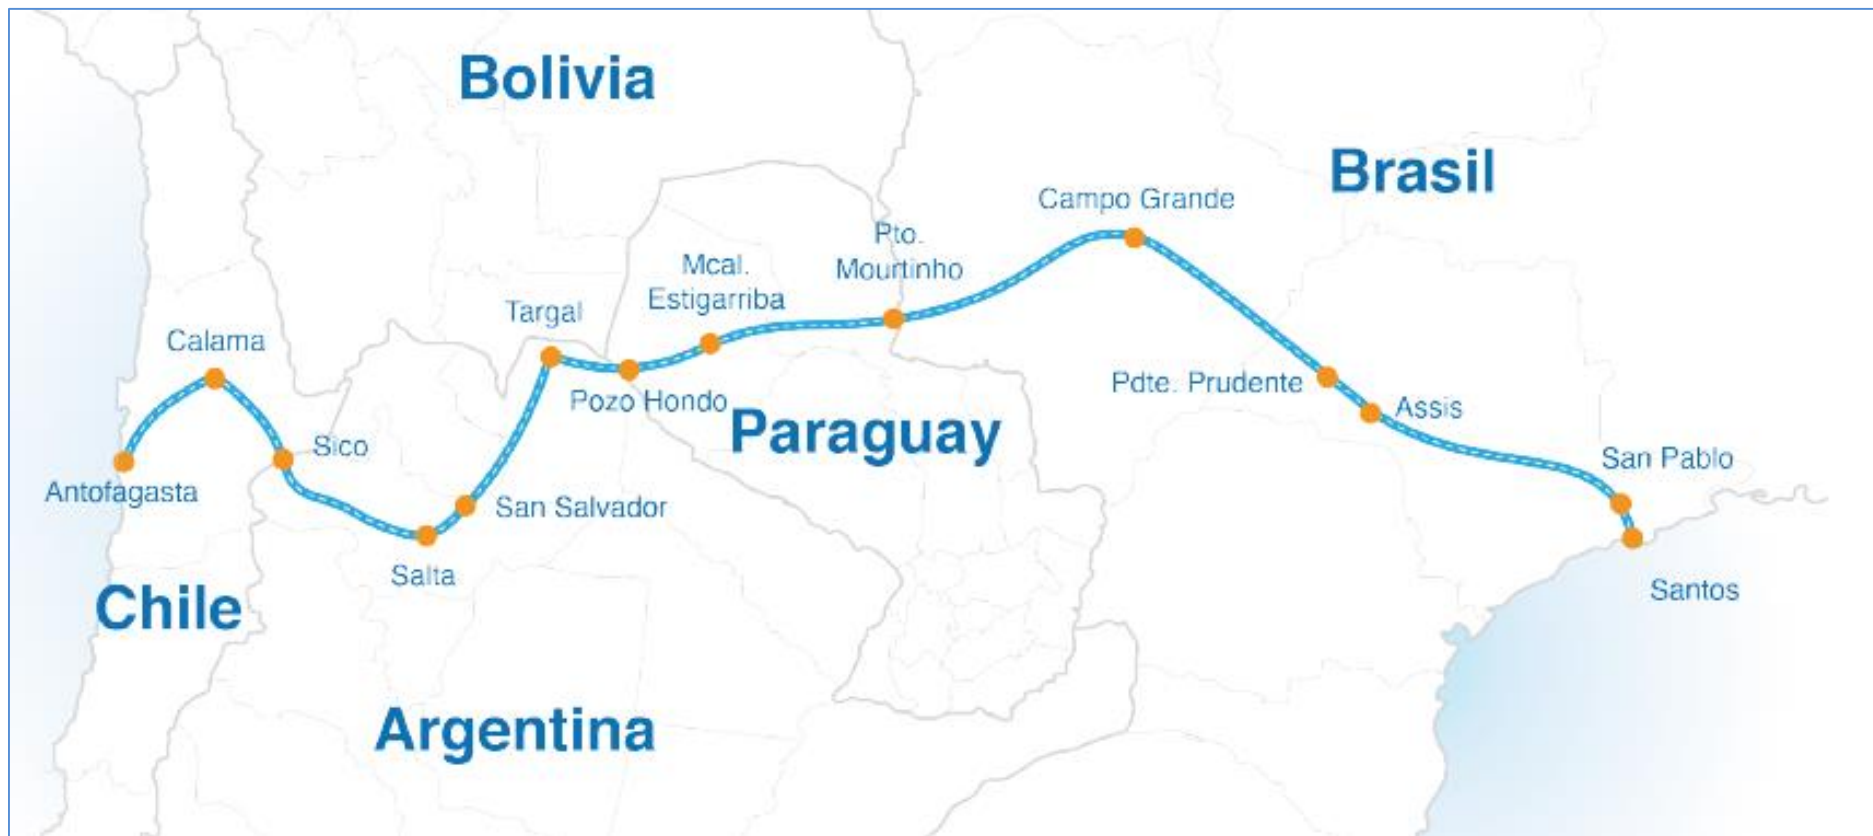 Bolivia
Brasil
Campo Grande
Pto.
Mourtinho
Mcal.
Estigarriba
Targal
Calama
Pozo Hondo
Pdte. Prudente
Assis
Paraguay
Sico
San Pablo
Antofagasta
San Salvador
Salta
Santos
Chile
Argentina